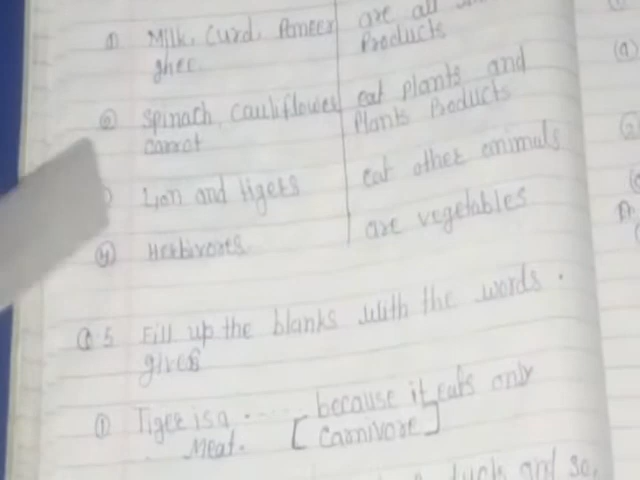 ① Milk, Curd, Paneer are all
ghee. Products
② Spinach, cauliflower eat plants and
carrot Plants Products
Lion and tigers eat other animals
④ Herbivores are vegetables
Q 5 Fill up the blanks with the words.
given
① Tiger is a ..... because it eats only
Meat. [Carnivore]
and so,